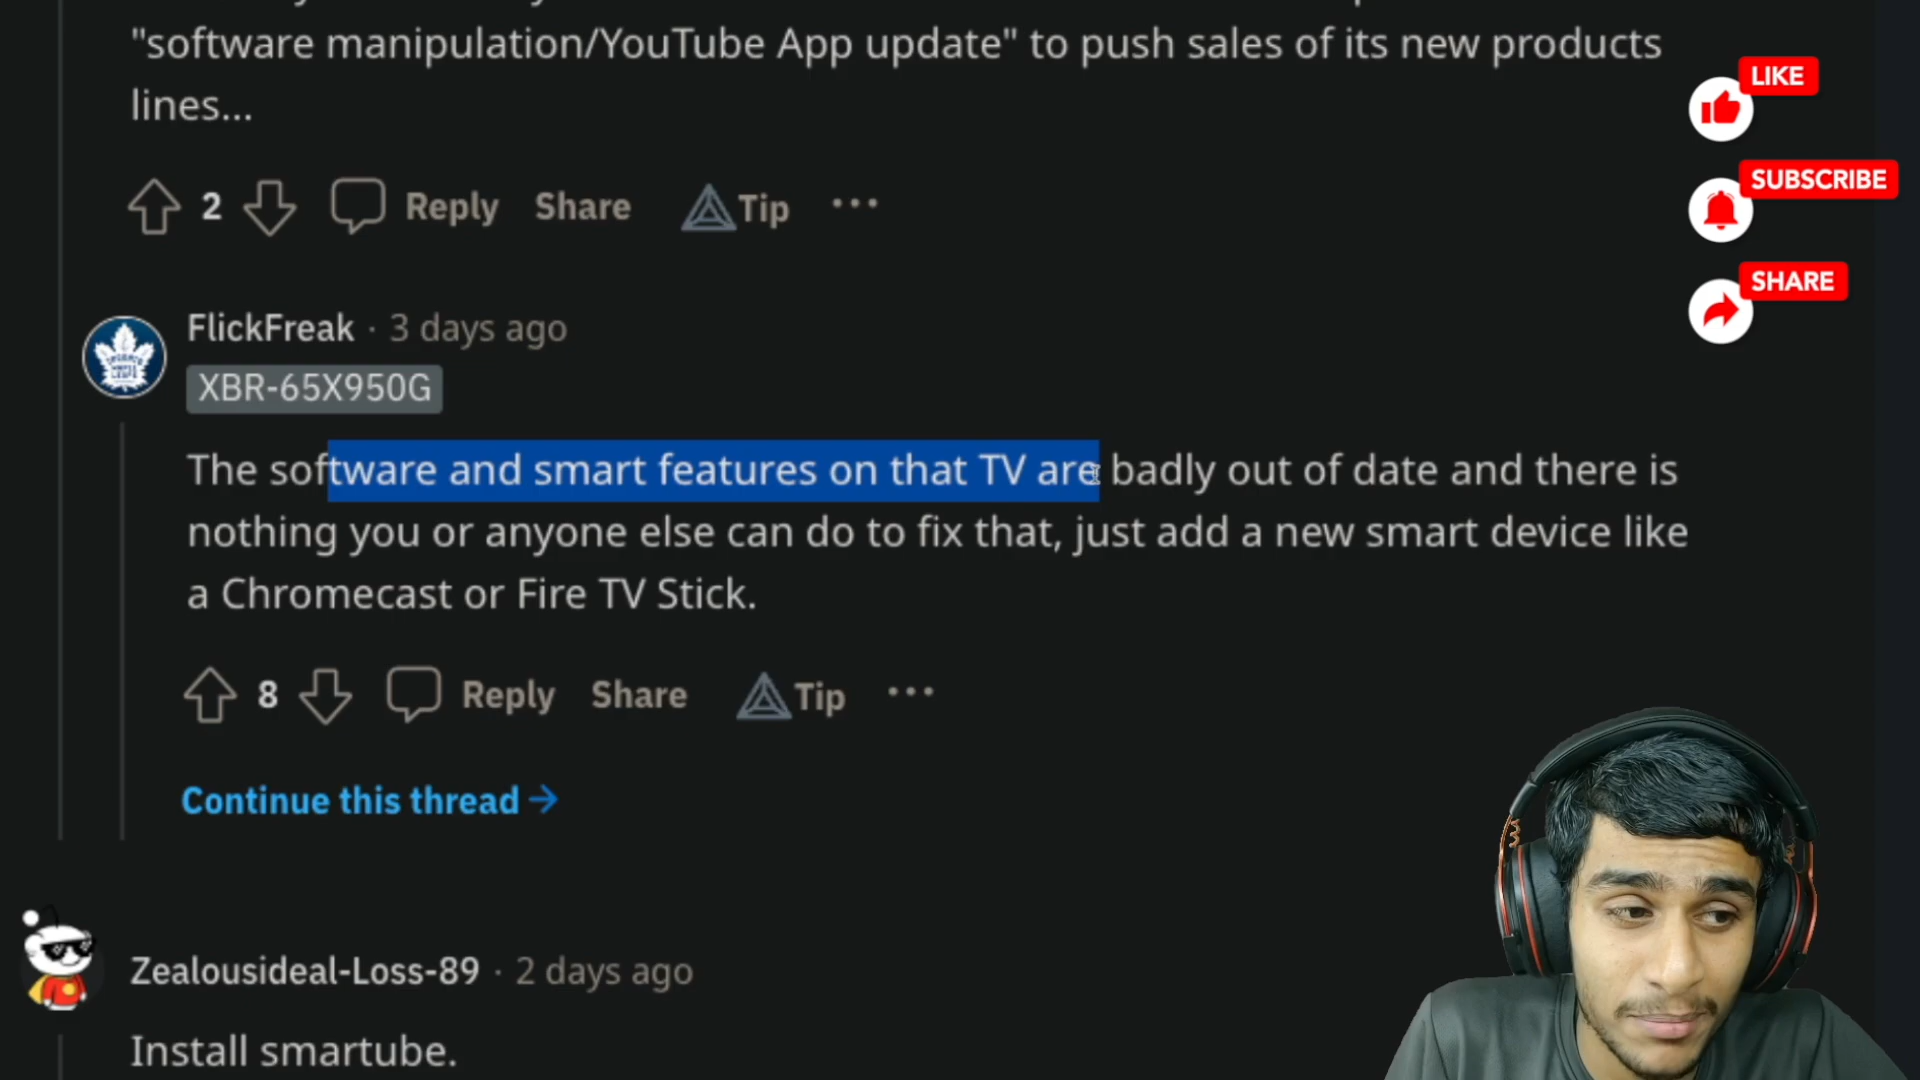 "software manipulation/YouTube App update" to push sales of its new products
lines...
2 Reply Share Tip ...
LIKE
SUBSCRIBE
SHARE
FlickFreak · 3 days ago
XBR-65X950G
The software and smart features on that TV are badly out of date and there is
nothing you or anyone else can do to fix that, just add a new smart device like
a Chromecast or Fire TV Stick.
8 Reply Share Tip ...
Continue this thread →
Zealousideal-Loss-89 · 2 days ago
Install smartube.